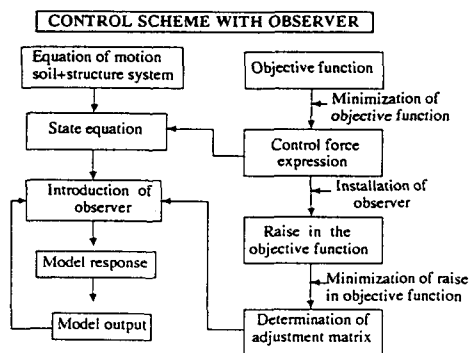 CONTROL SCHEME WITH OBSERVER
Equation of motion
soil+structure system
State equation
Introduction of
observer
Model response
Model output
Objective function
Minimization of
objective function
Control force
expression
Installation of
observer
Raise in the
objective function
Minimization of raise
in objective function
Determination of
adjustment matrix